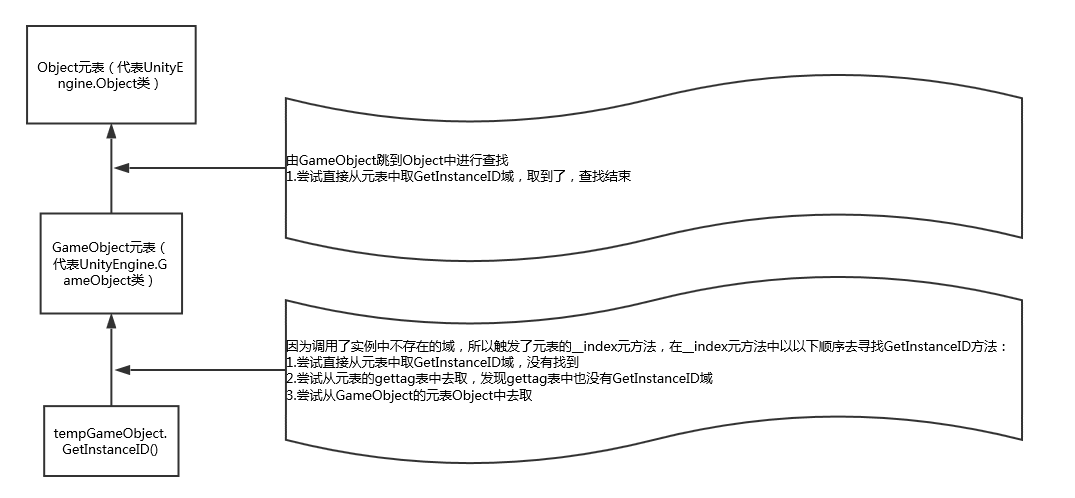 Object元表（代表UnityE
ngine.Object类）
由GameObject跳到Object中进行查找
1.尝试直接从元表中取GetInstanceID域，取到了，查找结束
GameObject元表（
代表UnityEngine.G
ameObject类）
因为调用了实例中不存在的域，所以触发了元表的__index元方法，在__index元方法中以以下顺序去寻找GetInstanceID方法：
1.尝试直接从元表中取GetInstanceID域，没有找到
2.尝试从元表的gettag表中去取，发现gettag表中也没有GetInstanceID域
3.尝试从GameObject的元表Object中去取
tempGameObject.
GetInstanceID()